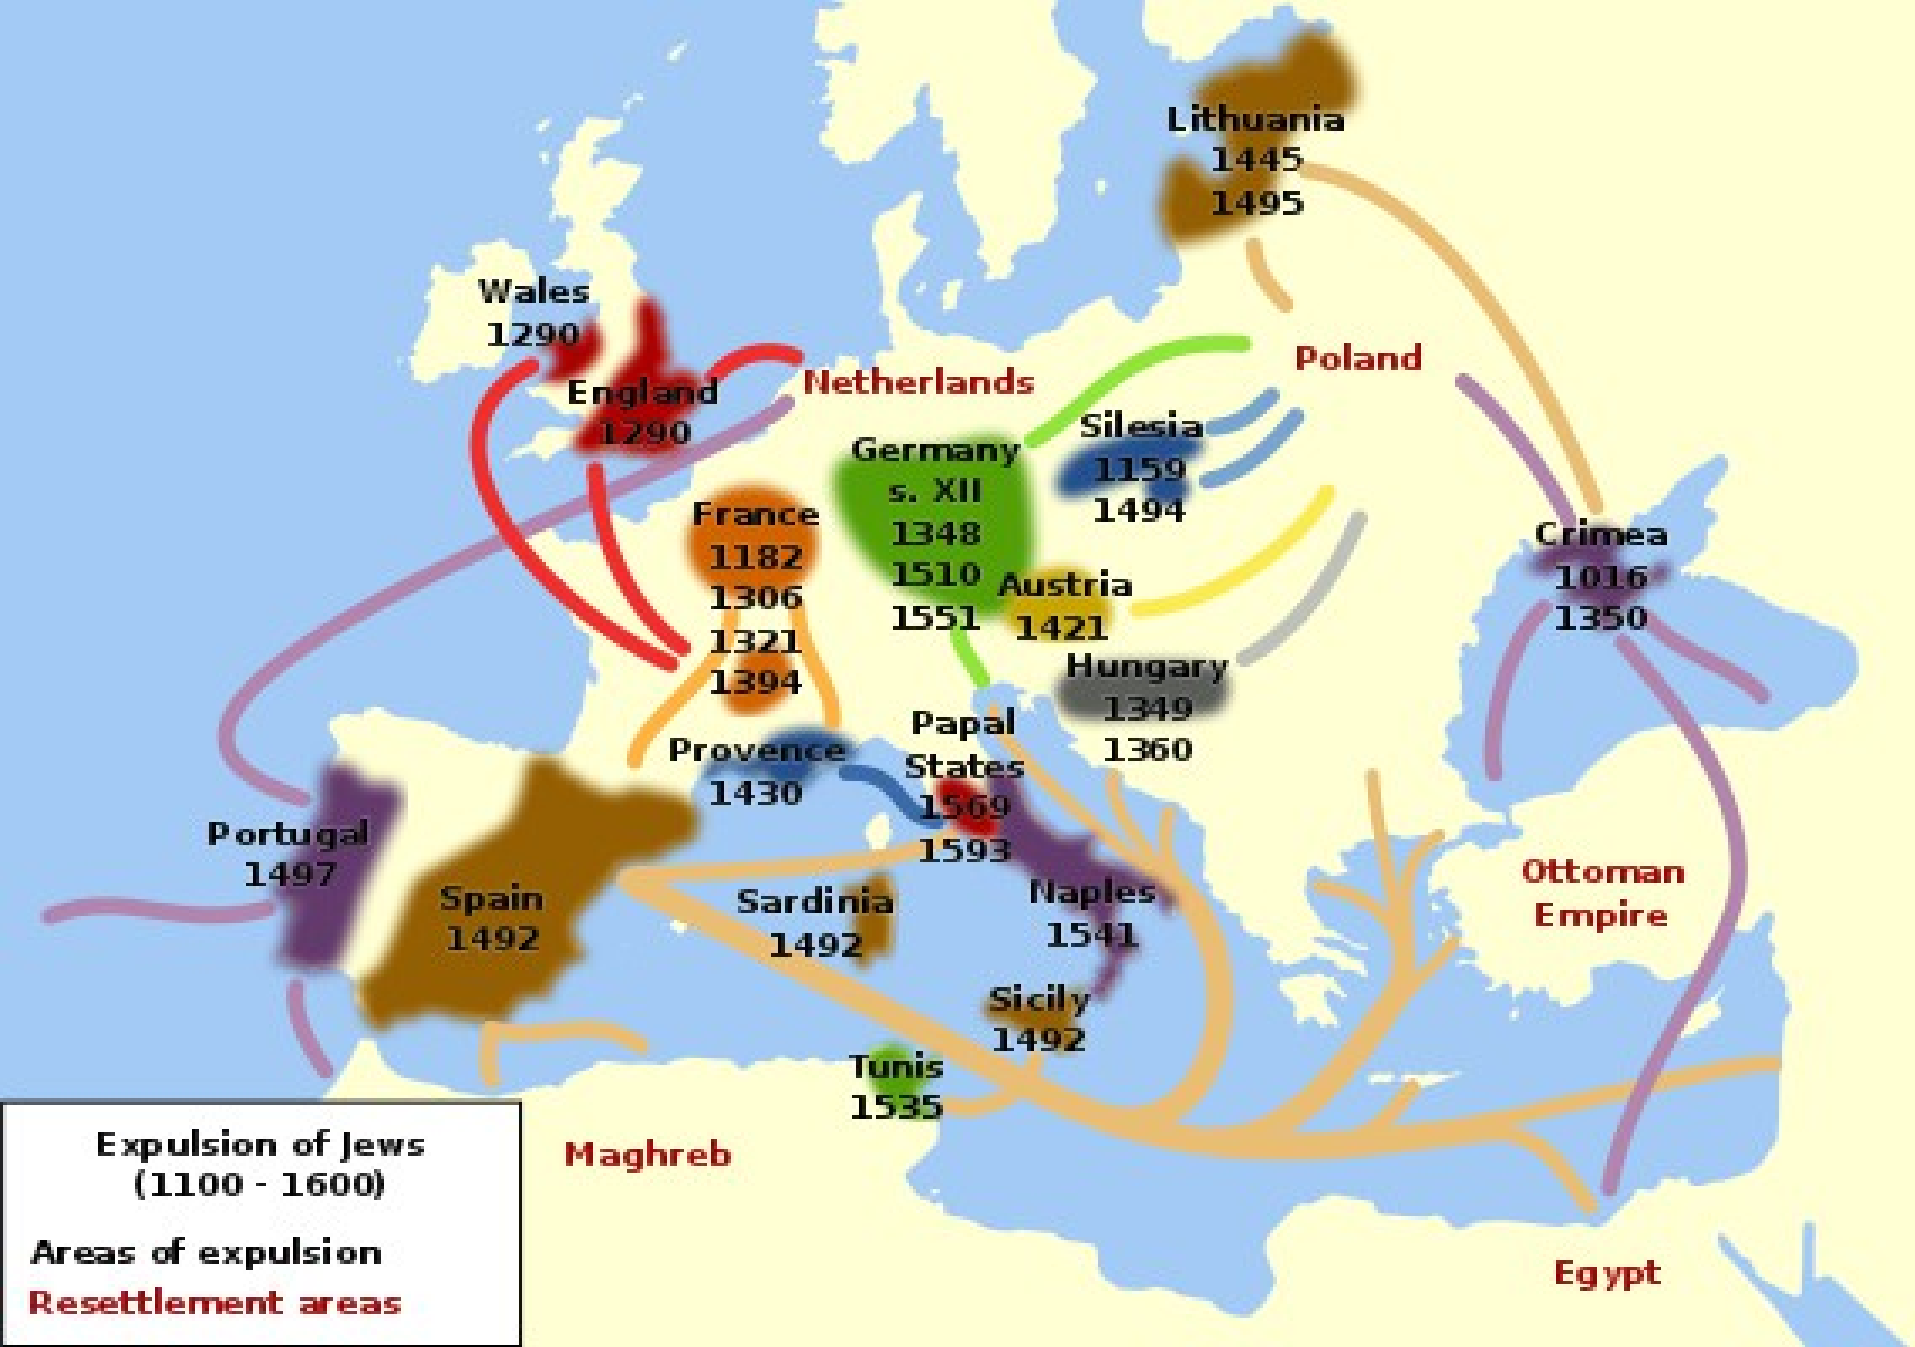 Lithuania
1445
1495
Wales
1290
England
1290
Netherlands
Poland
Silesia
1159
1494
Germany
s. XII
1348
1510
1551
France
1182
1306
1321
1394
Austria
1421
Hungary
1349
1360
Crimea
1016
1350
Papal
States
1569
1593
Provence
1430
Portugal
1497
Spain
1492
Sardinia
1492
Naples
1541
Sicily
1492
Ottoman
Empire
Tunis
1535
Maghreb
Egypt
Expulsion of Jews
(1100 - 1600)
Areas of expulsion
Resettlement areas